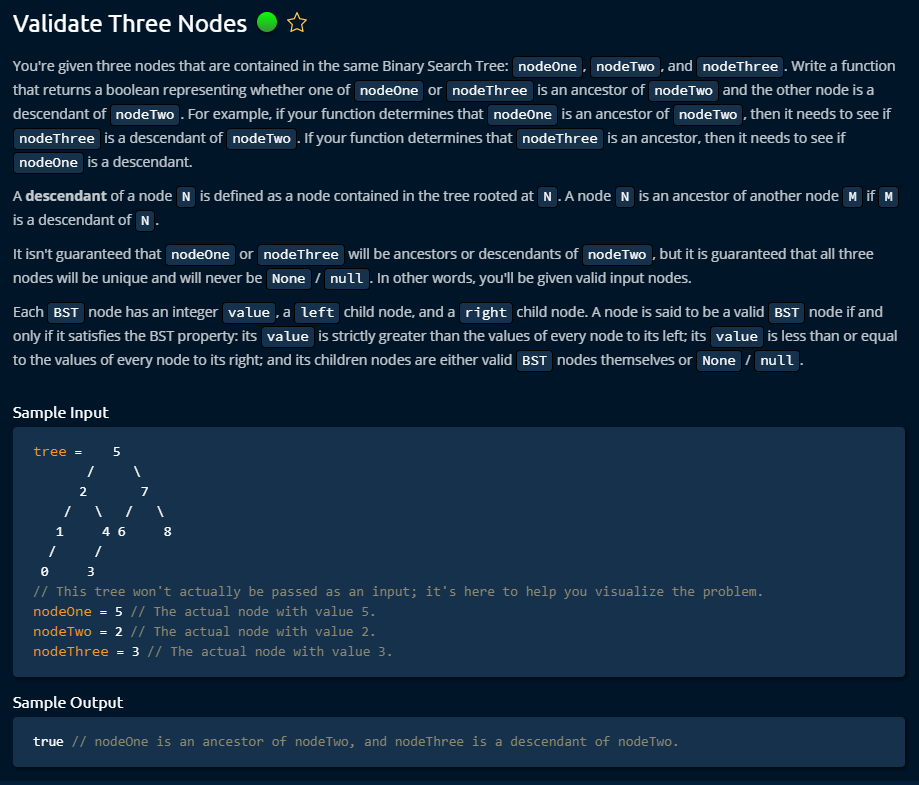 Validate Three Nodes
You're given three nodes that are contained in the same Binary Search Tree: nodeOne, nodeTwo, and nodeThree. Write a function
that returns a boolean representing whether one of nodeOne or nodeThree is an ancestor of nodeTwo and the other node is a
descendant of nodeTwo. For example, if your function determines that nodeOne is an ancestor of nodeTwo, then it needs to see if
nodeThree is a descendant of nodeTwo. If your function determines that nodeThree is an ancestor, then it needs to see if
nodeOne is a descendant.
A descendant of a node N is defined as a node contained in the tree rooted at N. A node N is an ancestor of another node M if M
is a descendant of N.
It isn't guaranteed that nodeOne or nodeThree will be ancestors or descendants of nodeTwo, but it is guaranteed that all three
nodes will be unique and will never be None / null. In other words, you'll be given valid input nodes.
Each BST node has an integer value, a left child node, and a right child node. A node is said to be a valid BST node if and
only if it satisfies the BST property: its value is strictly greater than the values of every node to its left; its value is less than or equal
to the values of every node to its right; and its children nodes are either valid BST nodes themselves or None / null.
Sample Input
tree =    5
       /     \
      2       7
    /   \   /   \
   1     4 6     8
  /     /
 0     3
// This tree won't actually be passed as an input; it's here to help you visualize the problem.
nodeOne = 5 // The actual node with value 5.
nodeTwo = 2 // The actual node with value 2.
nodeThree = 3 // The actual node with value 3.
Sample Output
true // nodeOne is an ancestor of nodeTwo, and nodeThree is a descendant of nodeTwo.